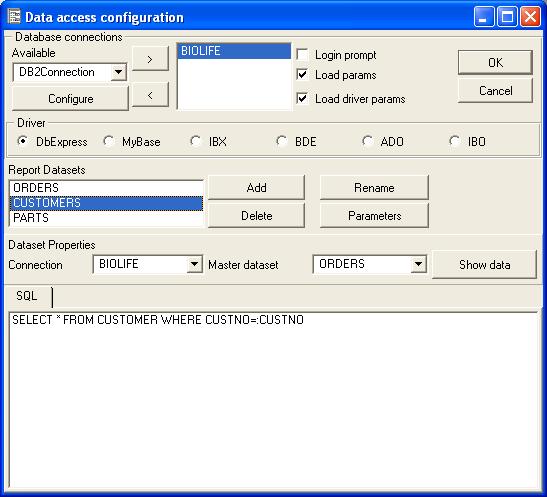 Data access configuration
Database connections
Available
DB2Connection
>
Configure
<
BIOLIFE
Login prompt
Load params
Load driver params
OK
Cancel
Driver
DbExpress MyBase IBX BDE ADO IBO
Report Datasets
ORDERS
CUSTOMERS
PARTS
Add Rename
Delete Parameters
Dataset Properties
Connection BIOLIFE Master dataset ORDERS Show data
SQL
SELECT * FROM CUSTOMER WHERE CUSTNO=:CUSTNO